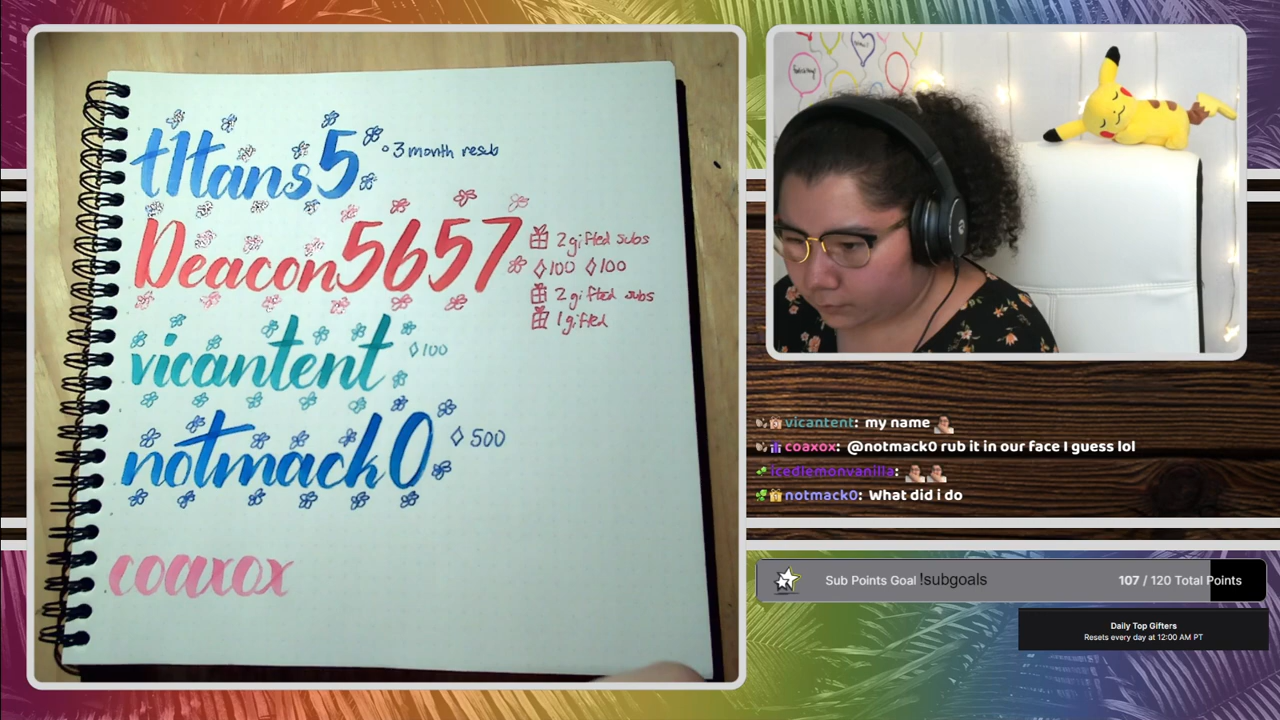 t1tans5
◦ 3 month resub
Deacon5657
2 gifted subs
100 100
2 gifted subs
1 gifted
vicantent
100
notmack0
500
coaxox
vicantent: my name
coaxox: @notmack0 rub it in our face I guess lol
icedlemonvanilla:
notmack0: What did i do
Sub Points Goal !subgoals
107 / 120 Total Points
Daily Top Gifters
Resets every day at 12:00 AM PT